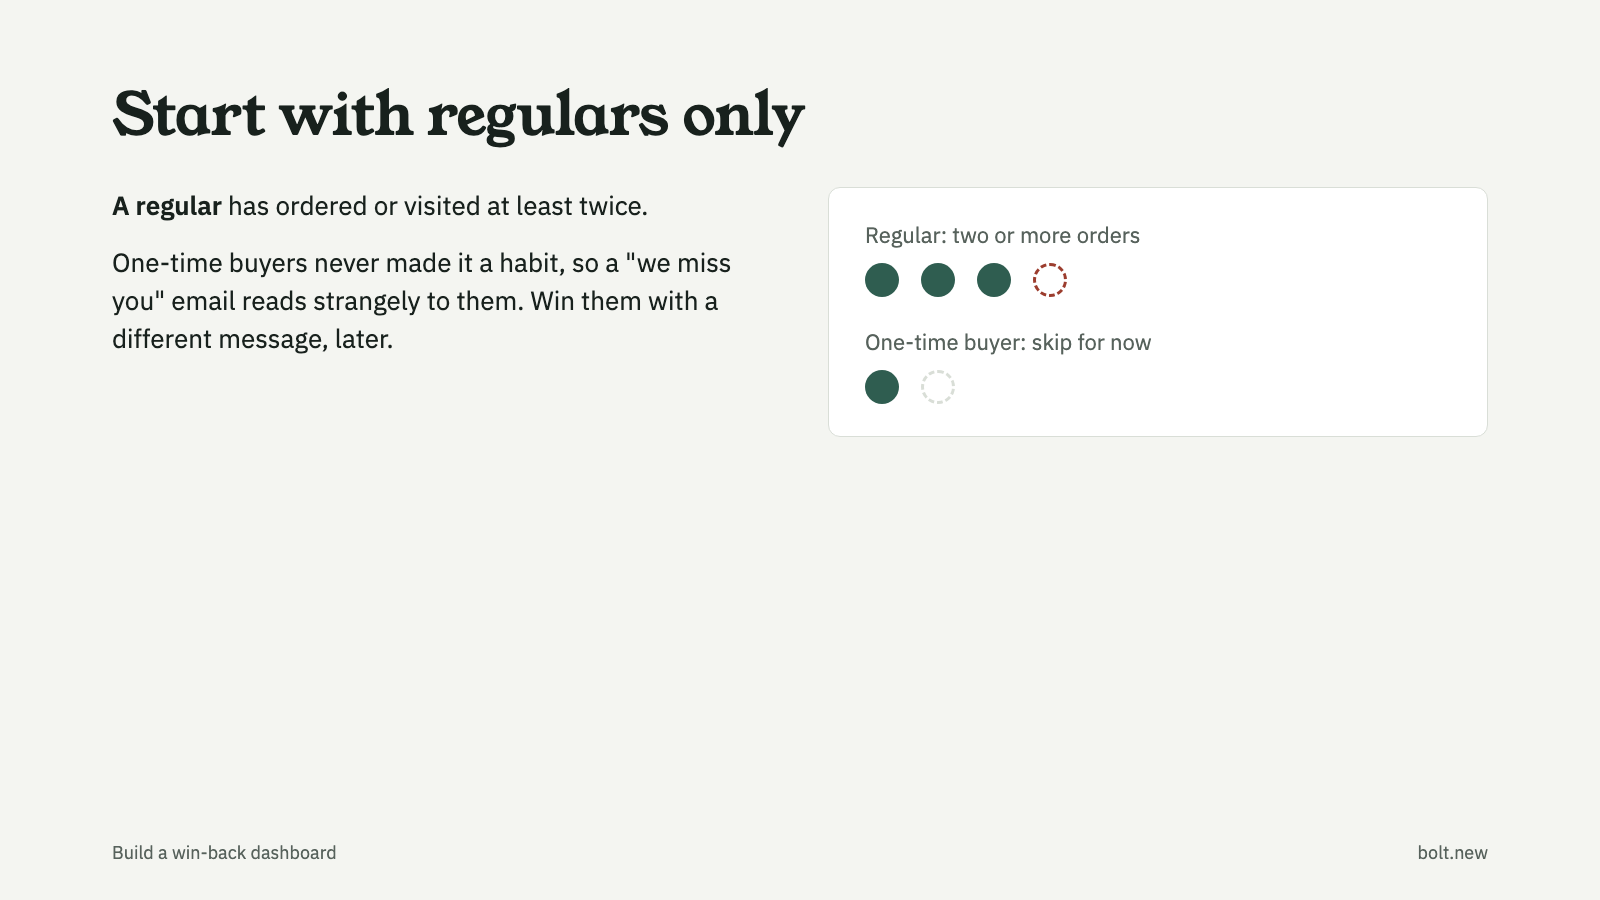 Start with regulars only
A regular has ordered or visited at least twice.
One-time buyers never made it a habit, so a "we miss
you" email reads strangely to them. Win them with a
different message, later.
Regular: two or more orders
One-time buyer: skip for now
Build a win-back dashboard
bolt.new